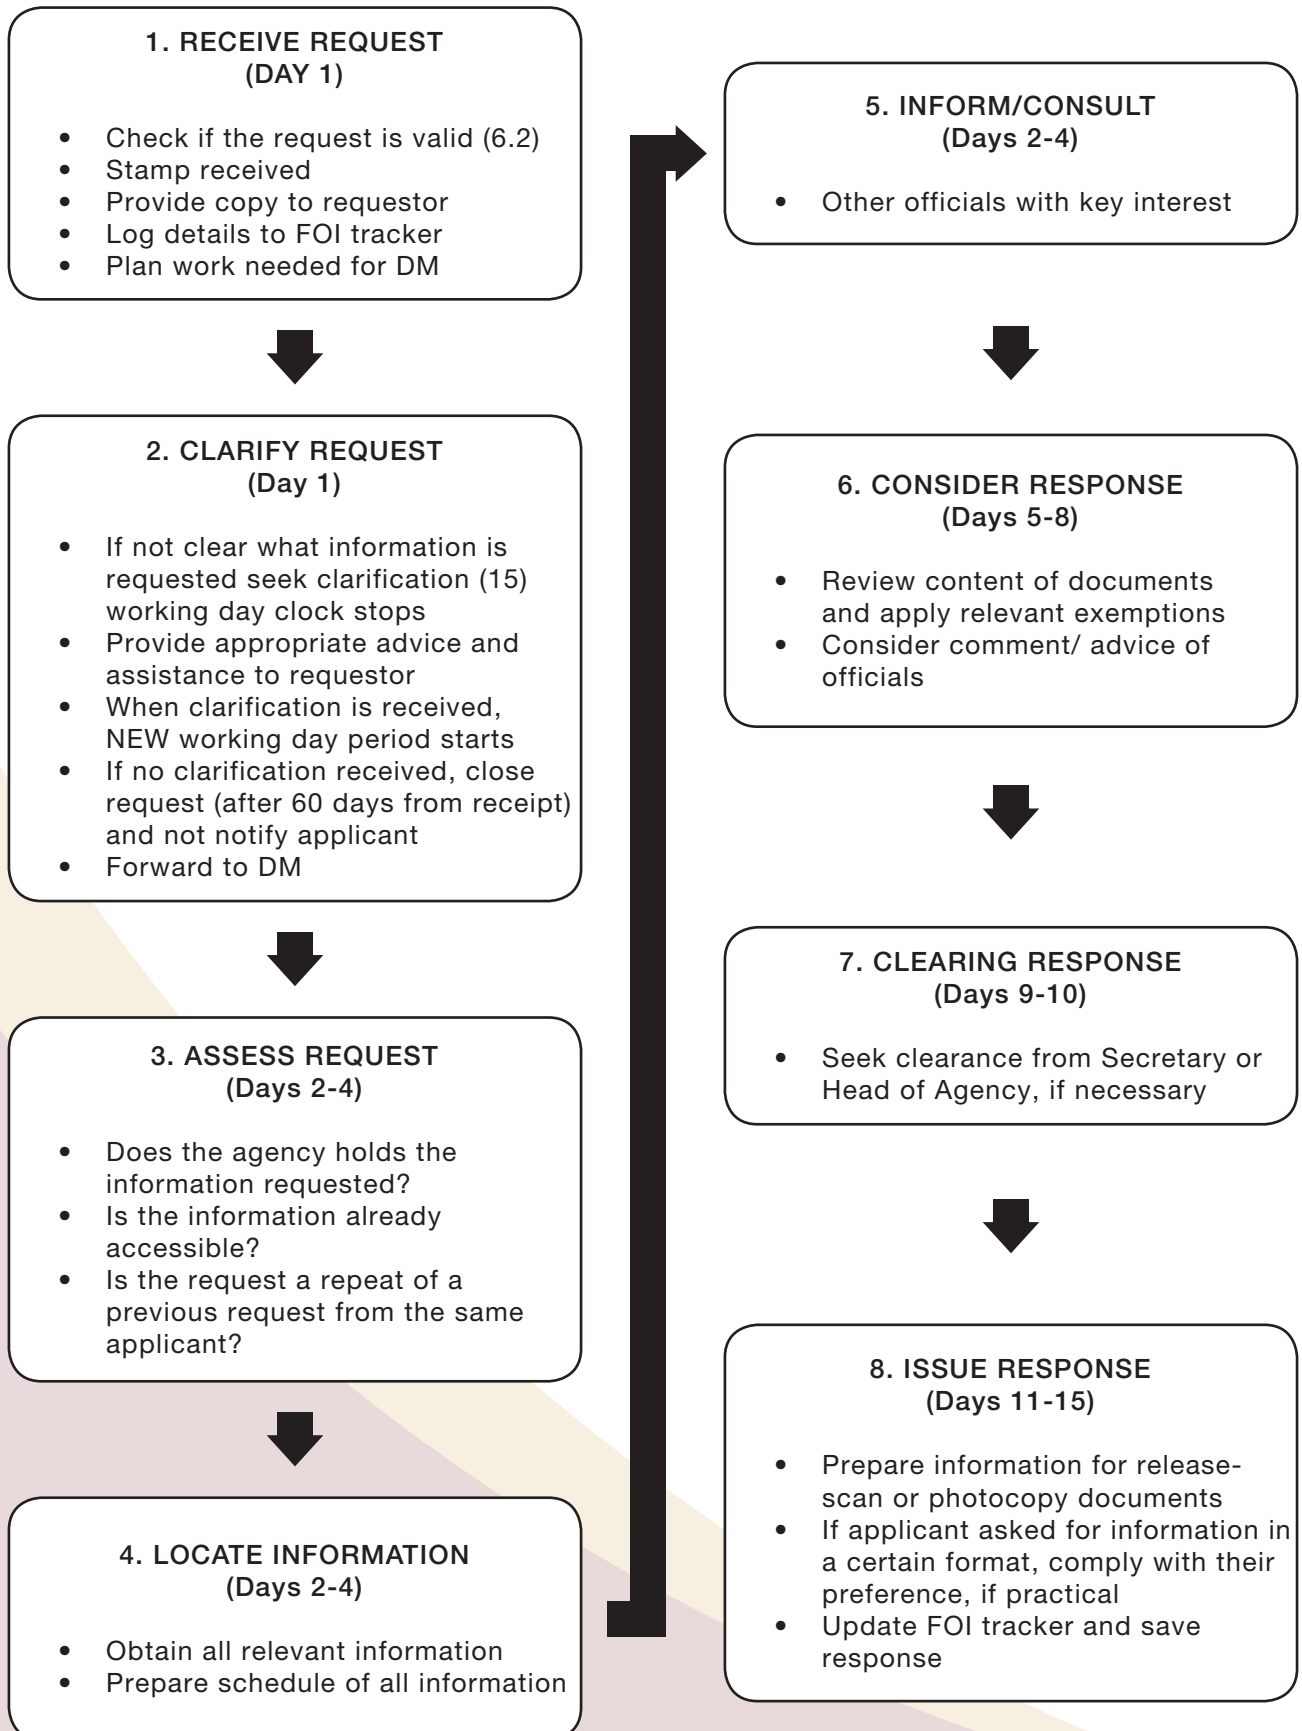 1. RECEIVE REQUEST
(DAY 1)
• Check if the request is valid (6.2)
• Stamp received
• Provide copy to requestor
• Log details to FOI tracker
• Plan work needed for DM
2. CLARIFY REQUEST
(Day 1)
• If not clear what information is
requested seek clarification (15)
working day clock stops
• Provide appropriate advice and
assistance to requestor
• When clarification is received,
NEW working day period starts
• If no clarification received, close
request (after 60 days from receipt)
and not notify applicant
• Forward to DM
3. ASSESS REQUEST
(Days 2-4)
• Does the agency holds the
information requested?
• Is the information already
accessible?
• Is the request a repeat of a
previous request from the same
applicant?
4. LOCATE INFORMATION
(Days 2-4)
• Obtain all relevant information
• Prepare schedule of all information
5. INFORM/CONSULT
(Days 2-4)
• Other officials with key interest
6. CONSIDER RESPONSE
(Days 5-8)
• Review content of documents
and apply relevant exemptions
• Consider comment/ advice of
officials
7. CLEARING RESPONSE
(Days 9-10)
• Seek clearance from Secretary or
Head of Agency, if necessary
8. ISSUE RESPONSE
(Days 11-15)
• Prepare information for release-
scan or photocopy documents
• If applicant asked for information in
a certain format, comply with their
preference, if practical
• Update FOI tracker and save
response